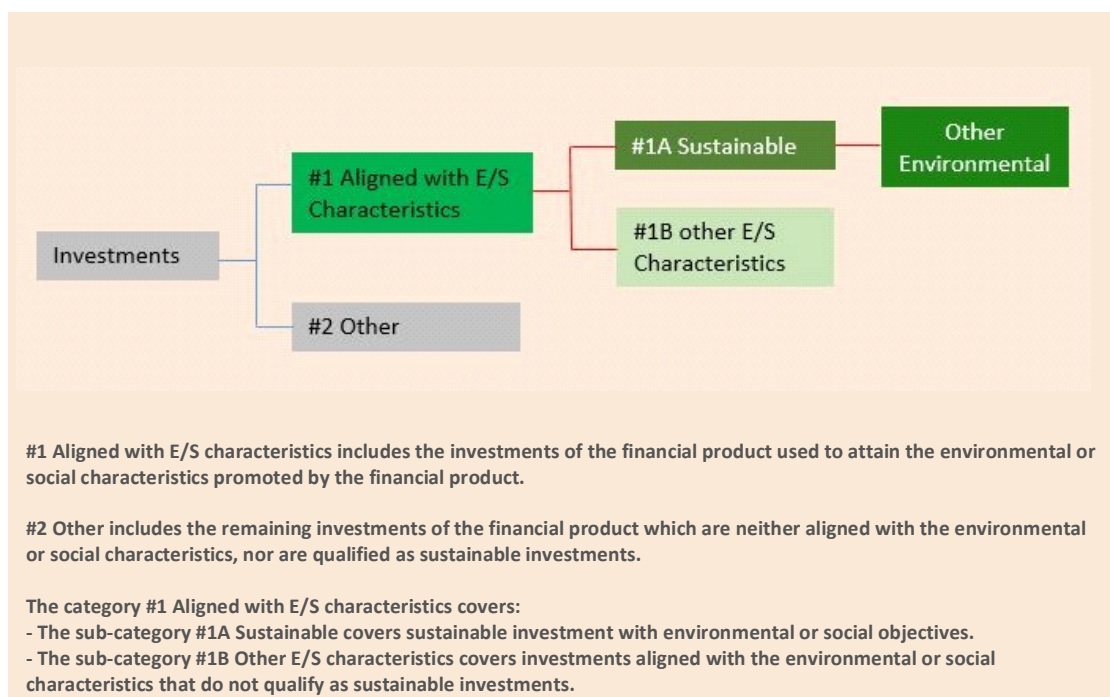 Investments
#1 Aligned with E/S
Characteristics
#2 Other
#1A Sustainable
#1B other E/S
Characteristics
Other
Environmental
#1 Aligned with E/S characteristics includes the investments of the financial product used to attain the environmental or
social characteristics promoted by the financial product.
#2 Other includes the remaining investments of the financial product which are neither aligned with the environmental
or social characteristics, nor are qualified as sustainable investments.
The category #1 Aligned with E/S characteristics covers:
- The sub-category #1A Sustainable covers sustainable investment with environmental or social objectives.
- The sub-category #1B Other E/S characteristics covers investments aligned with the environmental or social
characteristics that do not qualify as sustainable investments.